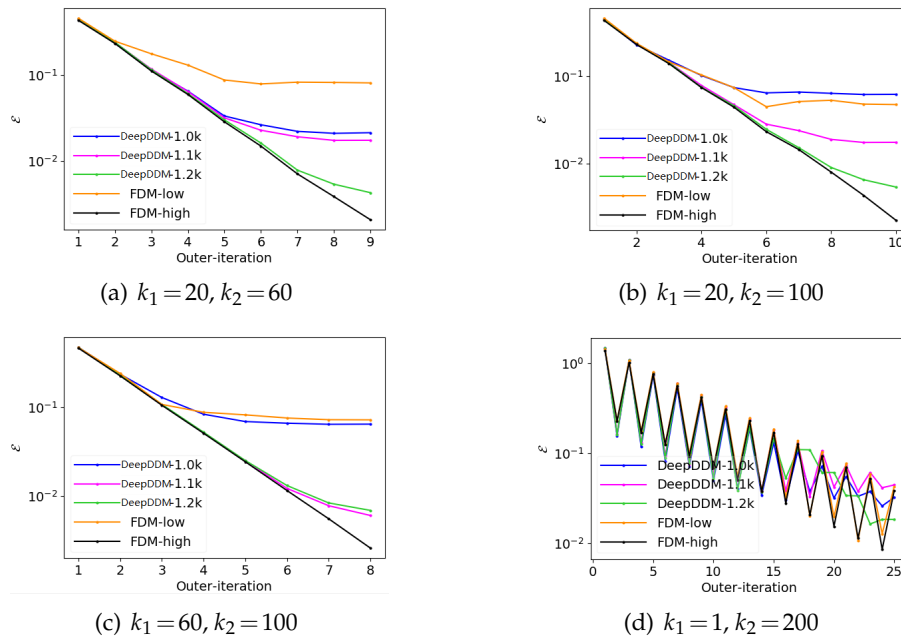 10⁻¹
10⁻²
ℰ
DeepDDM-1.0k
DeepDDM-1.1k
DeepDDM-1.2k
FDM-low
FDM-high
1 2 3 4 5 6 7 8 9
Outer-iteration
(a) k₁=20, k₂=60
10⁻¹
10⁻²
ℰ
DeepDDM-1.0k
DeepDDM-1.1k
DeepDDM-1.2k
FDM-low
FDM-high
2 4 6 8 10
Outer-iteration
(b) k₁=20, k₂=100
10⁻¹
10⁻²
ℰ
DeepDDM-1.0k
DeepDDM-1.1k
DeepDDM-1.2k
FDM-low
FDM-high
1 2 3 4 5 6 7 8
Outer-iteration
(c) k₁=60, k₂=100
10⁰
10⁻¹
10⁻²
ℰ
DeepDDM-1.0k
DeepDDM-1.1k
DeepDDM-1.2k
FDM-low
FDM-high
0 5 10 15 20 25
Outer-iteration
(d) k₁=1, k₂=200